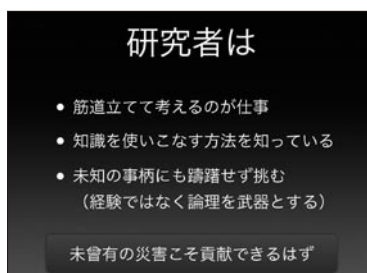 研究者は
• 筋道立てて考えるのが仕事
• 知識を使いこなす方法を知っている
• 未知の事柄にも躊躇せず挑む
（経験ではなく論理を武器とする）
未曾有の災害こそ貢献できるはず